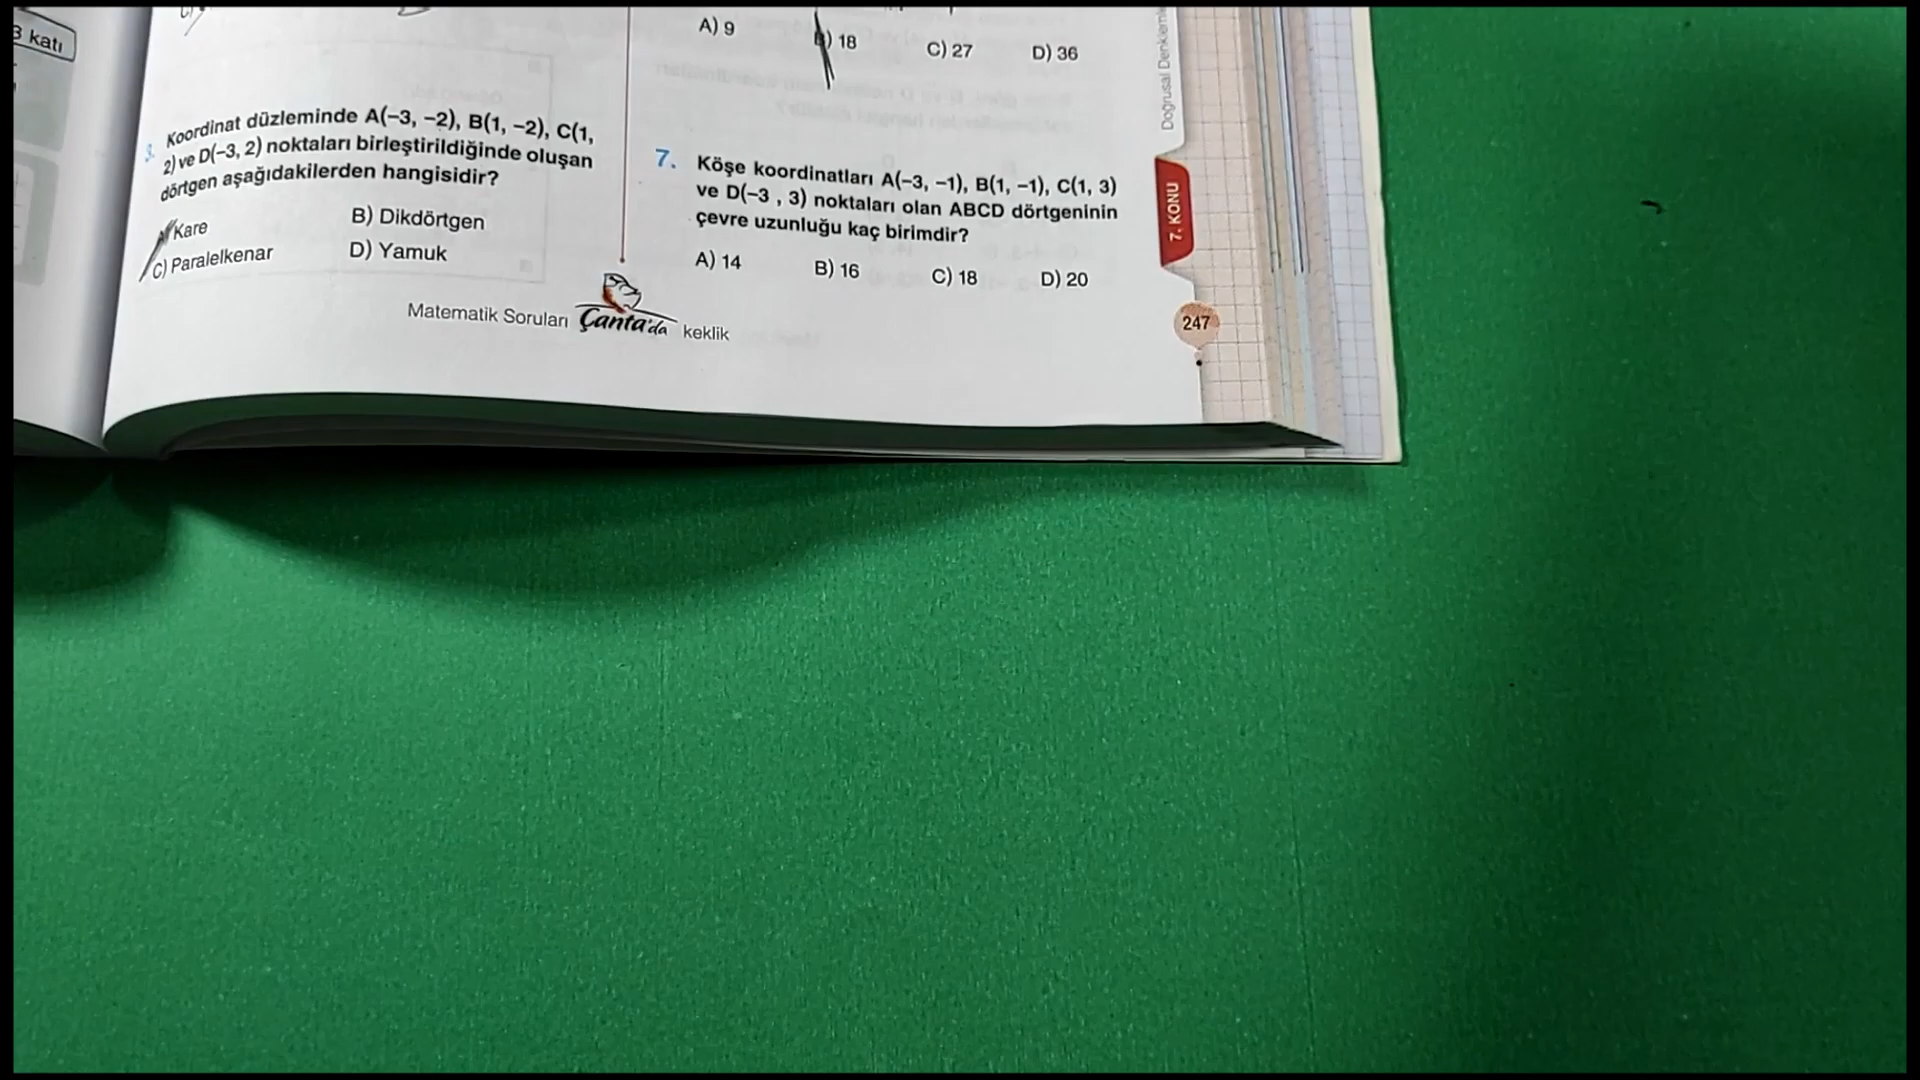 3 katı
A) 9
B) 18
C) 27
D) 36
Doğrusal Denklemler
3. Koordinat düzleminde A(−3, −2), B(1, −2), C(1,
2) ve D(−3, 2) noktaları birleştirildiğinde oluşan
dörtgen aşağıdakilerden hangisidir?
Kare
B) Dikdörtgen
C) Paralelkenar
D) Yamuk
7. Köşe koordinatları A(−3, −1), B(1, −1), C(1, 3)
ve D(−3 , 3) noktaları olan ABCD dörtgeninin
çevre uzunluğu kaç birimdir?
A) 14
B) 16
C) 18
D) 20
7. KONU
Matematik Soruları Çanta'da keklik
247